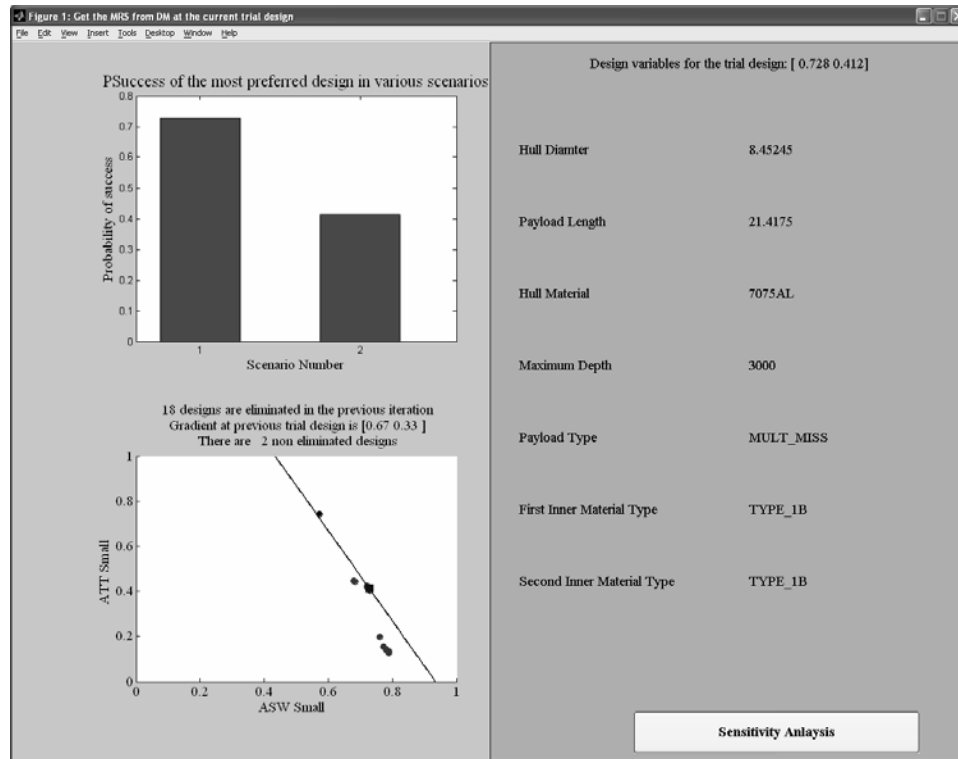 Figure 1: Get the MRS from DM at the current trial design
File Edit View Insert Tools Desktop Window Help
PSuccess of the most preferred design in various scenarios
0.8
0.7
0.6
0.5
0.4
0.3
0.2
0.1
0
Probability of success
1 2
Scenario Number
18 designs are eliminated in the previous iteration
Gradient at previous trial design is [0.67 0.33 ]
There are 2 non eliminated designs
1
0.8
0.6
0.4
0.2
0
ATT Small
0 0.2 0.4 0.6 0.8 1
ASW Small
Design variables for the trial design: [ 0.728 0.412]
Hull Diamter 8.45245
Payload Length 21.4175
Hull Material 7075AL
Maximum Depth 3000
Payload Type MULT_MISS
First Inner Material Type TYPE_1B
Second Inner Material Type TYPE_1B
Sensitivity Anlaysis